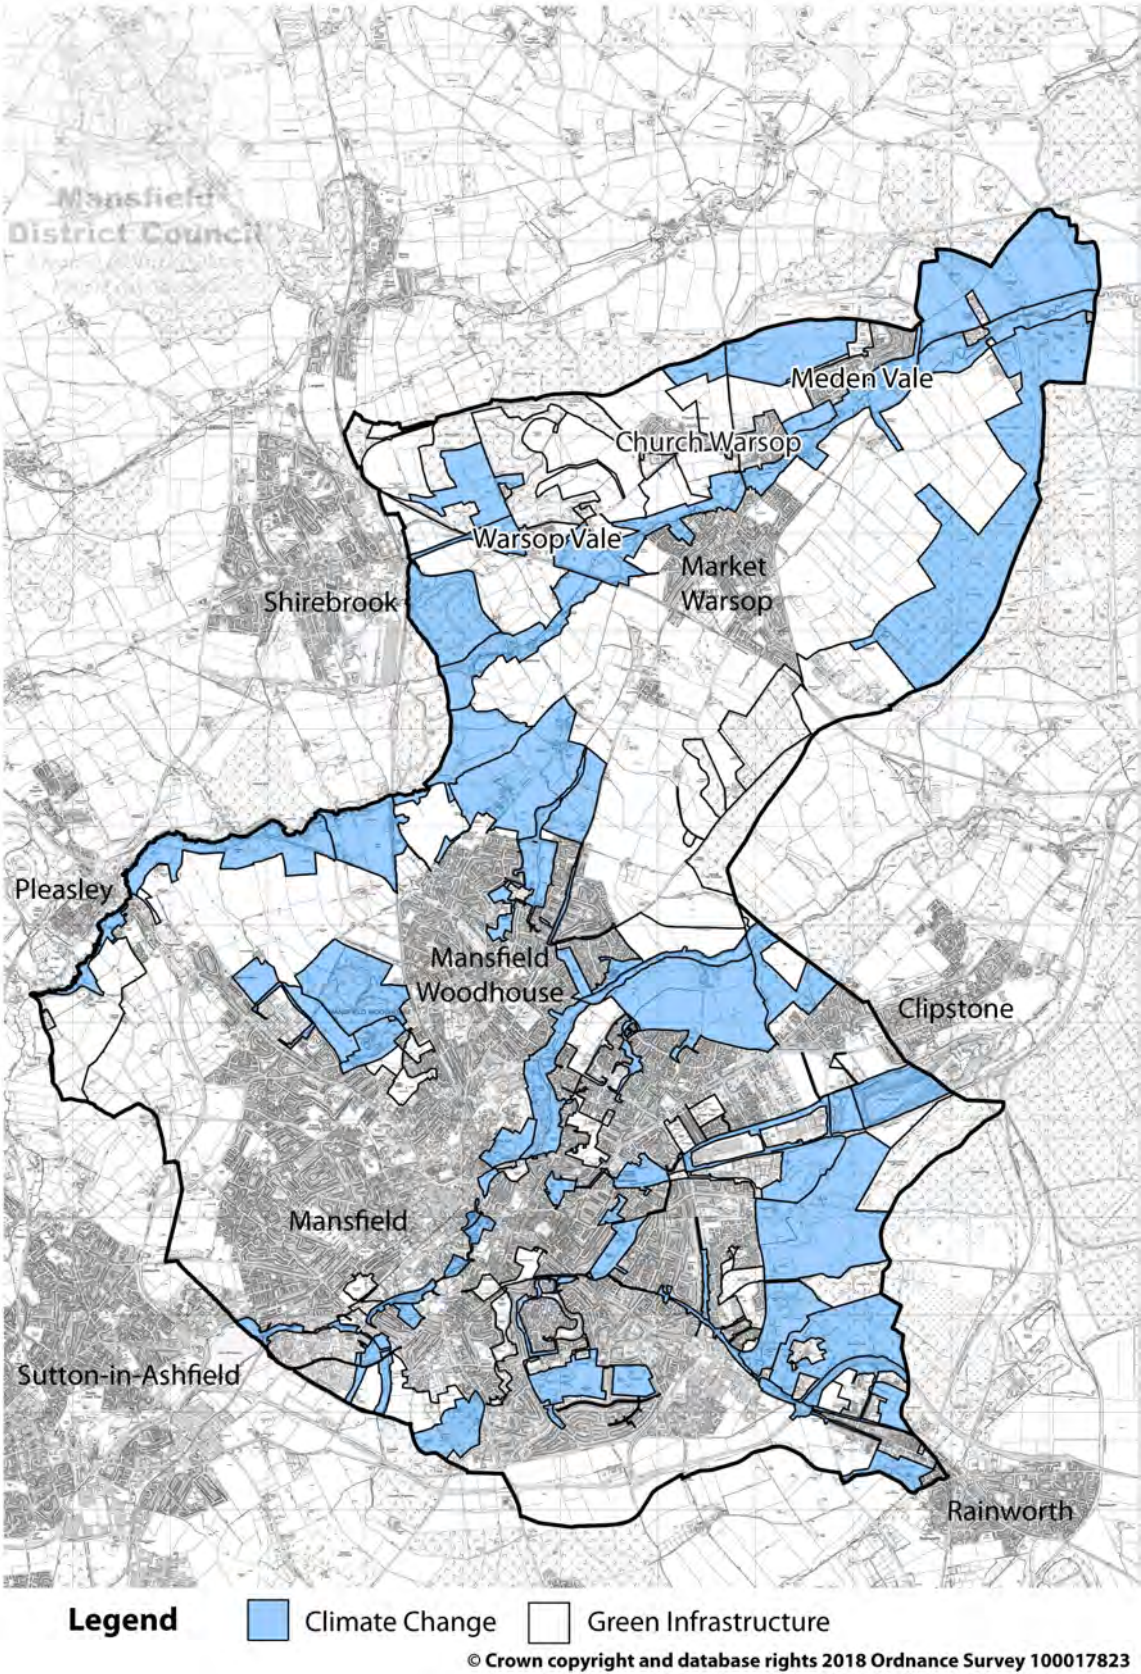 Mansfield
District Council
Meden Vale
Church Warsop
Warsop Vale
Market
Warsop
Shirebrook
Pleasley
Mansfield
Woodhouse
Clipstone
Mansfield
Sutton-in-Ashfield
Rainworth
Legend
Climate Change
Green Infrastructure
© Crown copyright and database rights 2018 Ordnance Survey 100017823